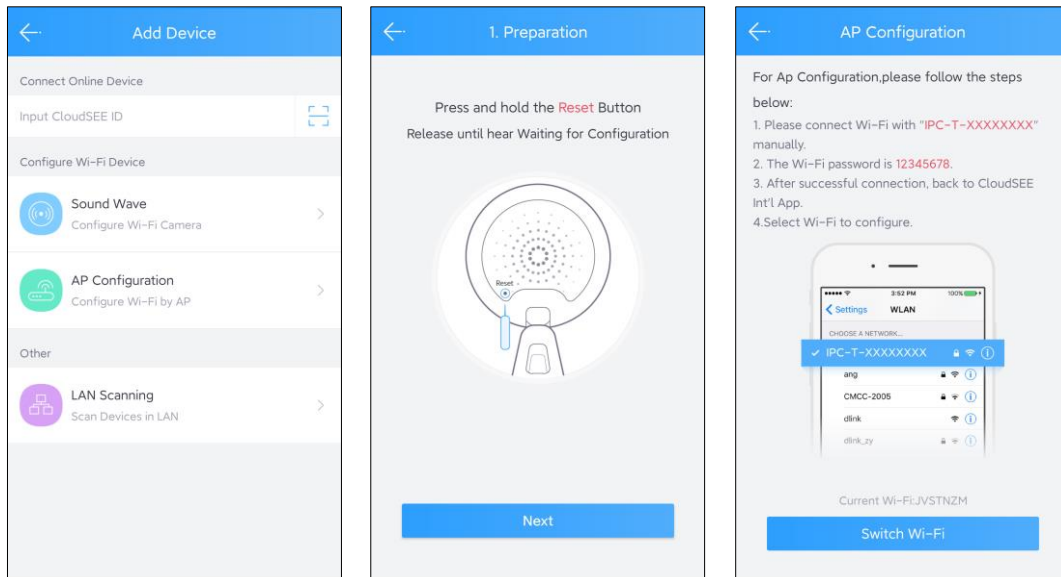 Add Device
Connect Online Device
Input CloudSEE ID
Configure Wi-Fi Device
Sound Wave
Configure Wi-Fi Camera
AP Configuration
Configure Wi-Fi by AP
Other
LAN Scanning
Scan Devices in LAN
1. Preparation
Press and hold the Reset Button
Release until hear Waiting for Configuration
Reset
Next
AP Configuration
For Ap Configuration,please follow the steps
below:
1. Please connect Wi-Fi with "IPC-T-XXXXXXXX"
manually.
2. The Wi-Fi password is 12345678.
3. After successful connection, back to CloudSEE
Int'l App.
4.Select Wi-Fi to configure.
3:52 PM 100%
Settings WLAN
CHOOSE A NETWORK...
IPC-T-XXXXXXXX
ang
CMCC-2005
dlink
dlink_zy
Current Wi-Fi:JVSTNZM
Switch Wi-Fi